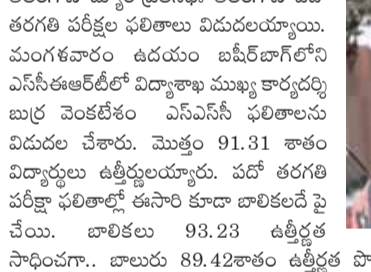 తరగతి పరీక్షల ఫలితాలు విడుదలయ్యాయి.
మంగళవారం ఉదయం బషీర్‌బాగ్‌లోని
ఎస్‌సీఈఆర్‌టీలో విద్యాశాఖ ముఖ్య కార్యదర్శి
బుర్ర వెంకటేశం ఎస్ఎస్‌సీ ఫలితాలను
విడుదల చేశారు. మొత్తం 91.31 శాతం
విద్యార్థులు ఉత్తీర్ణులయ్యారు. పదో తరగతి
పరీక్షా ఫలితాల్లో ఈసారి కూడా బాలికలదే పై
చేయి. బాలికలు 93.23 ఉత్తీర్ణత
సాధించగా.. బాలురు 89.42శాతం ఉత్తీర్ణత